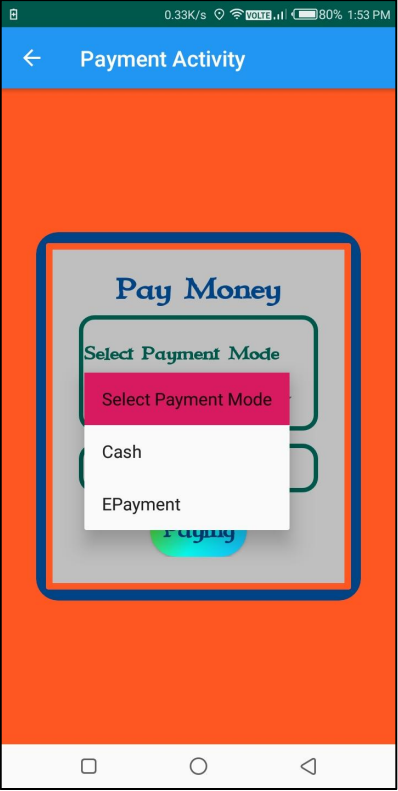 0.33K/s VOLTE 80% 1:53 PM
Payment Activity
Pay Money
Select Payment Mode
Select Payment Mode
Cash
EPayment
Paying